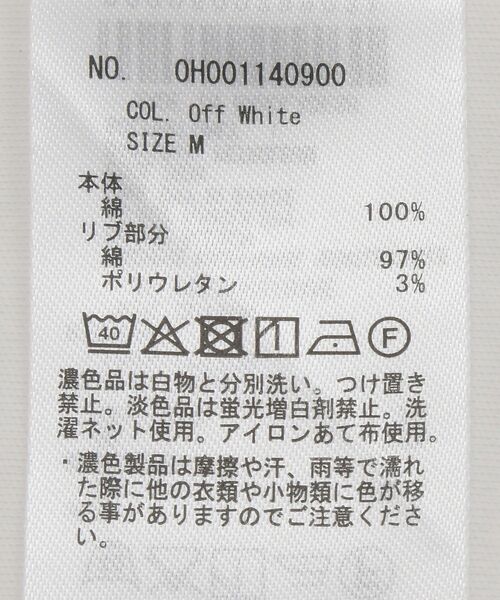 NO. 0H001140900
COL. Off White
SIZE M
本体
綿 100%
リブ部分
綿 97%
ポリウレタン 3%
40 F
濃色品は白物と分別洗い。つけ置き
禁止。淡色品は蛍光増白剤禁止。洗
濯ネット使用。アイロンあて布使用。
・濃色製品は摩擦や汗、雨等で濡れ
た際に他の衣類や小物類に色が移
る事がありますのでご注意くださ
い。